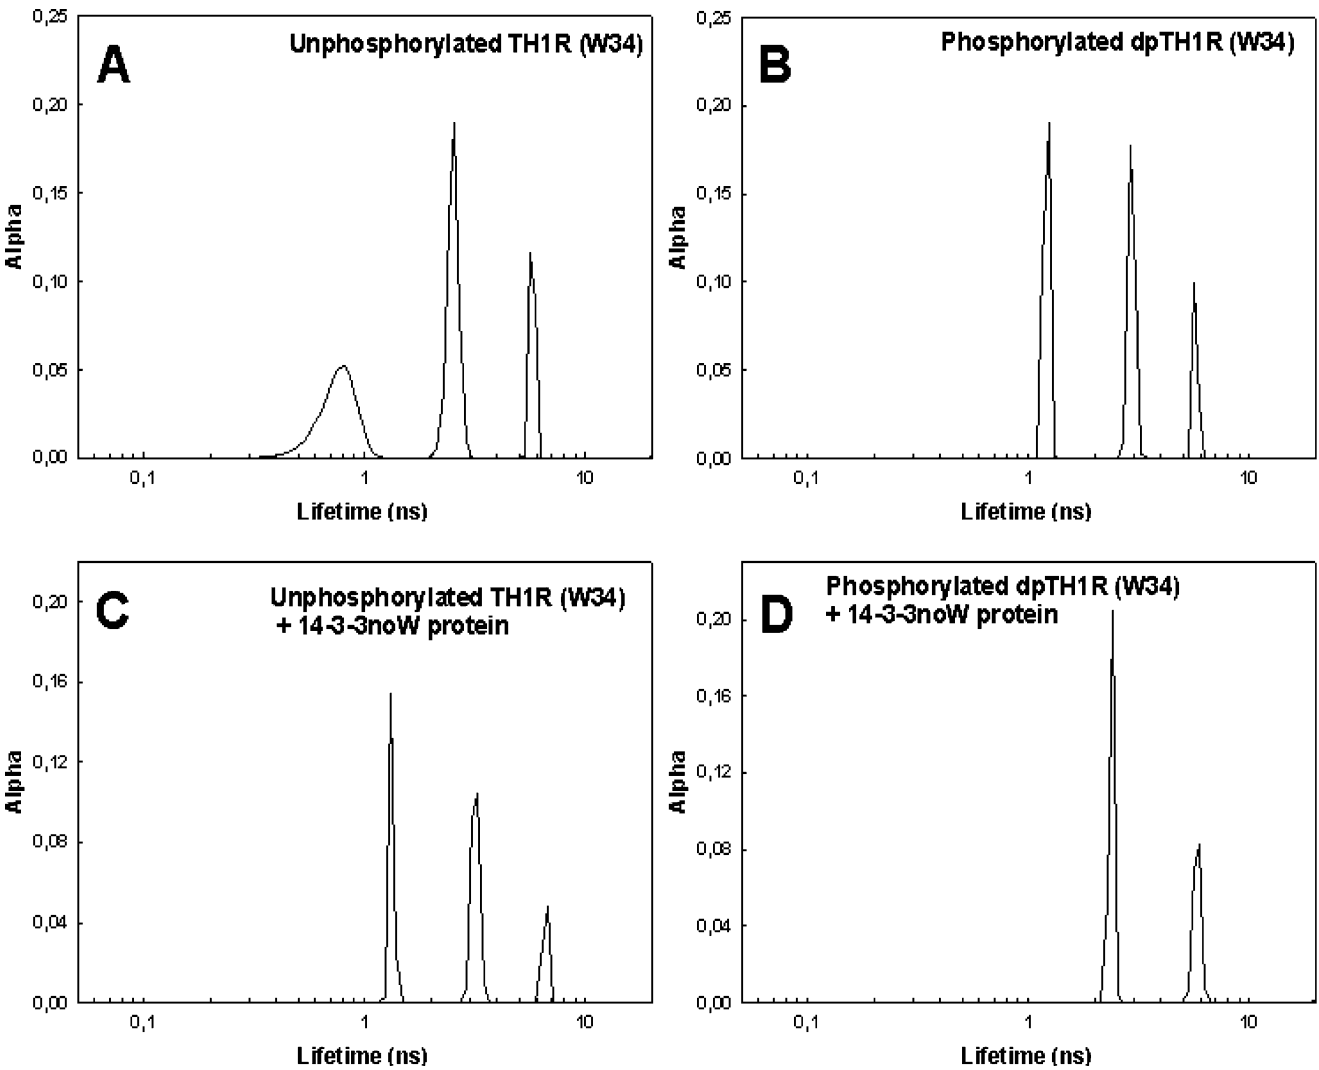 A
Unphosphorylated TH1R (W34)
0,25
0,20
0,15
0,10
0,05
0,00
Alpha
0,1
1
10
Lifetime (ns)
B
Phosphorylated dpTH1R (W34)
0,25
0,20
0,15
0,10
0,05
0,00
Alpha
0,1
1
10
Lifetime (ns)
C
Unphosphorylated TH1R (W34)
+ 14-3-3noW protein
0,20
0,16
0,12
0,08
0,04
0,00
Alpha
0,1
1
10
Lifetime (ns)
D
Phosphorylated dpTH1R (W34)
+ 14-3-3noW protein
0,20
0,16
0,12
0,08
0,04
0,00
Alpha
0,1
1
10
Lifetime (ns)